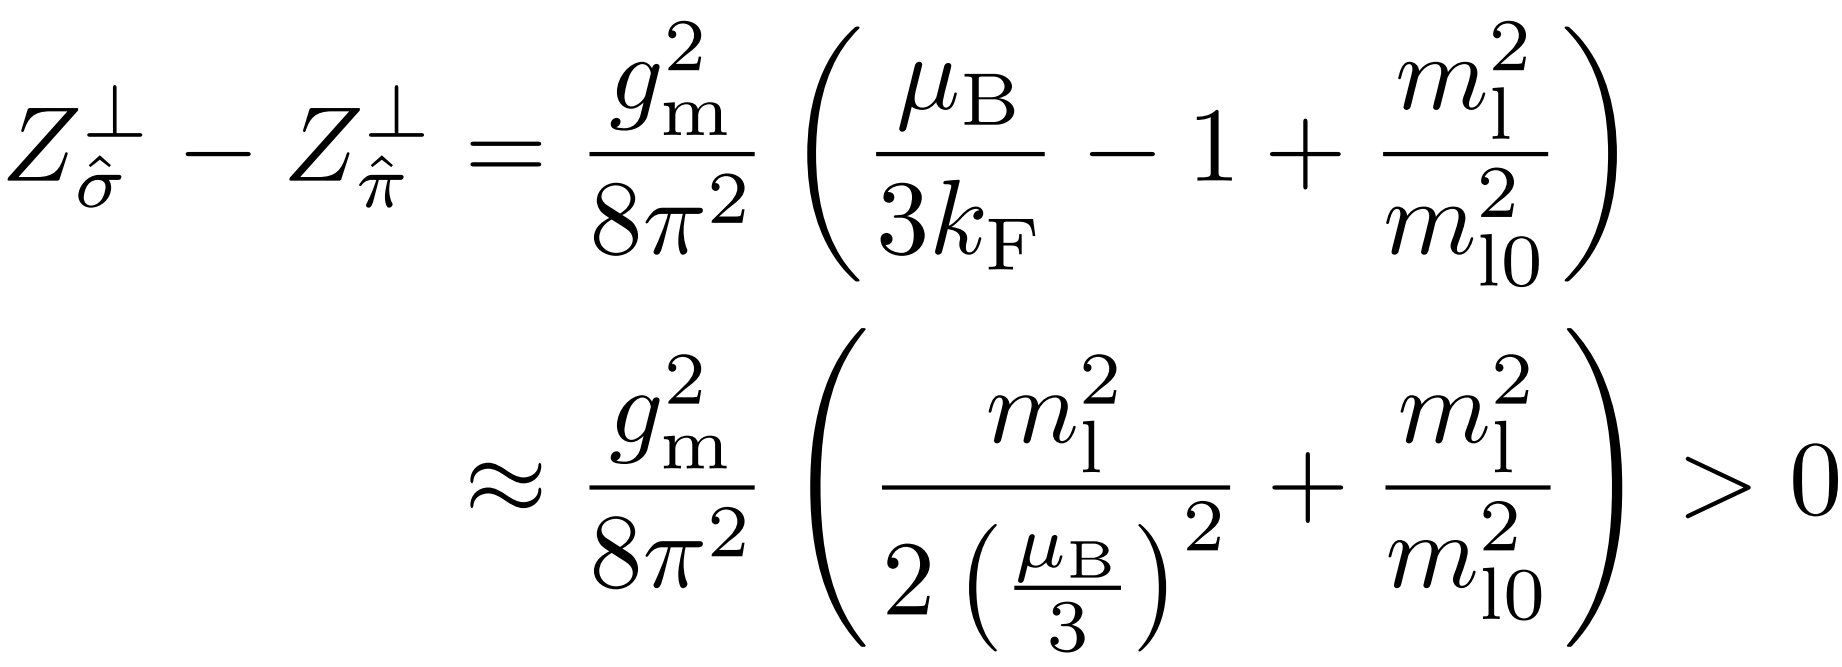 Z_{\hat{\sigma}}^{\perp} - Z_{\hat{\pi}}^{\perp} = \frac{g_{\mathrm{m}}^{2}}{8\pi^{2}} \left( \frac{\mu_{\mathrm{B}}}{3k_{\mathrm{F}}} - 1 + \frac{m_{\mathrm{l}}^{2}}{m_{\mathrm{l}0}^{2}} \right)
\approx \frac{g_{\mathrm{m}}^{2}}{8\pi^{2}} \left( \frac{m_{\mathrm{l}}^{2}}{2 \left( \frac{\mu_{\mathrm{B}}}{3} \right)^{2}} + \frac{m_{\mathrm{l}}^{2}}{m_{\mathrm{l}0}^{2}} \right) > 0